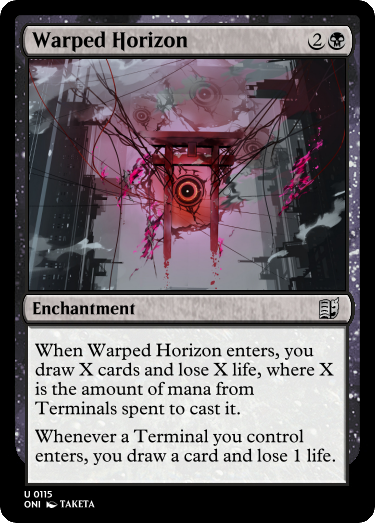 Warped Horizon 2
Enchantment
When Warped Horizon enters, you
draw X cards and lose X life, where X
is the amount of mana from
Terminals spent to cast it.
Whenever a Terminal you control
enters, you draw a card and lose 1 life.
U 0115
ONI TAKETA